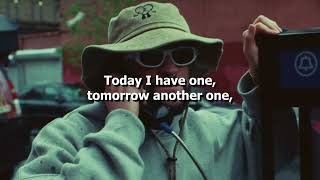 Today I have one,
tomorrow another one,